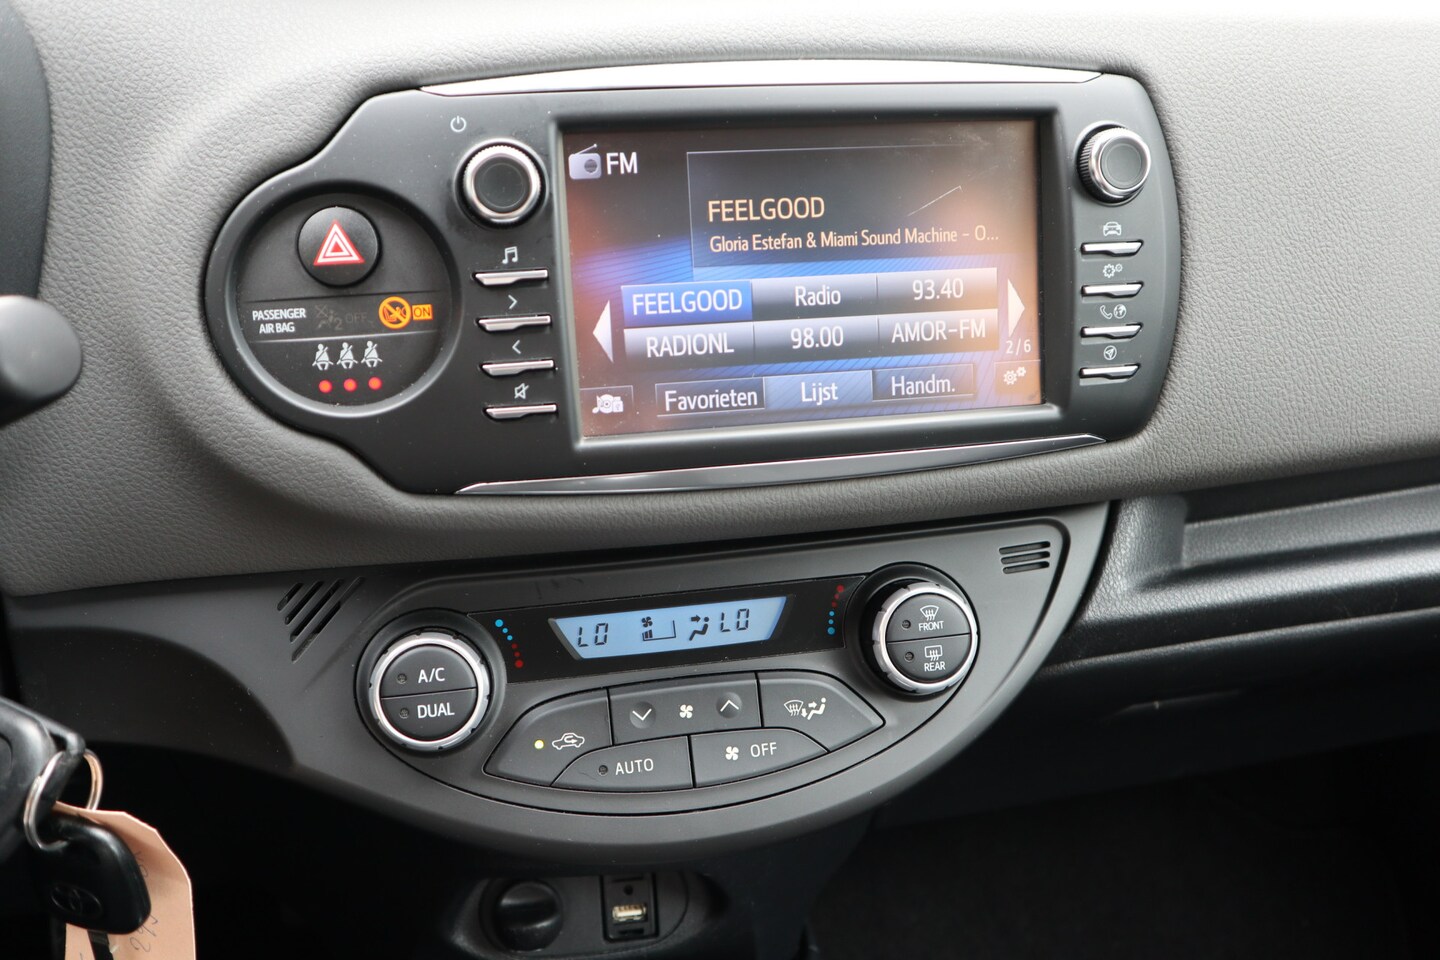 FM
FEELGOOD
Gloria Estefan & Miami Sound Machine - O...
FEELGOOD Radio 93.40
RADIONL 98.00 AMOR-FM
2/6
Favorieten Lijst Handm.
PASSENGER
AIR BAG
2 OFF ON
LO LO
A/C
DUAL
FRONT
REAR
AUTO
OFF